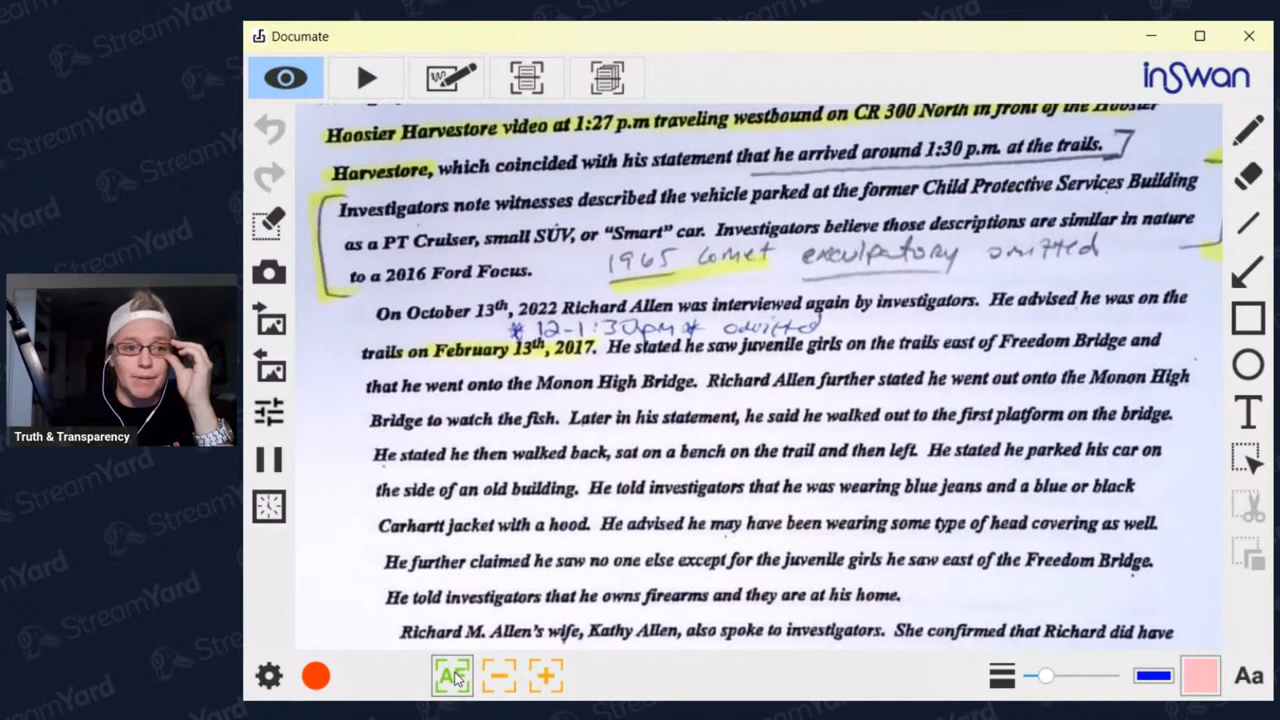 StreamYard
Documate
inSwan
Hoosier Harvestore video at 1:27 p.m traveling westbound on CR 300 North in front of the Hoosier
Harvestore, which coincided with his statement that he arrived around 1:30 p.m. at the trails.
Investigators note witnesses described the vehicle parked at the former Child Protective Services Building
as a PT Cruiser, small SUV, or "Smart" car. Investigators believe those descriptions are similar in nature
to a 2016 Ford Focus.
1965 Comet exculpatory omitted
On October 13th, 2022 Richard Allen was interviewed again by investigators. He advised he was on the
* 12-1:30pm * omitted
trails on February 13th, 2017. He stated he saw juvenile girls on the trails east of Freedom Bridge and
that he went onto the Monon High Bridge. Richard Allen further stated he went out onto the Monon High
Bridge to watch the fish. Later in his statement, he said he walked out to the first platform on the bridge.
He stated he then walked back, sat on a bench on the trail and then left. He stated he parked his car on
the side of an old building. He told investigators that he was wearing blue jeans and a blue or black
Carhartt jacket with a hood. He advised he may have been wearing some type of head covering as well.
He further claimed he saw no one else except for the juvenile girls he saw east of the Freedom Bridge.
He told investigators that he owns firearms and they are at his home.
Richard M. Allen's wife, Kathy Allen, also spoke to investigators. She confirmed that Richard did have
Truth & Transparency
T
Aa